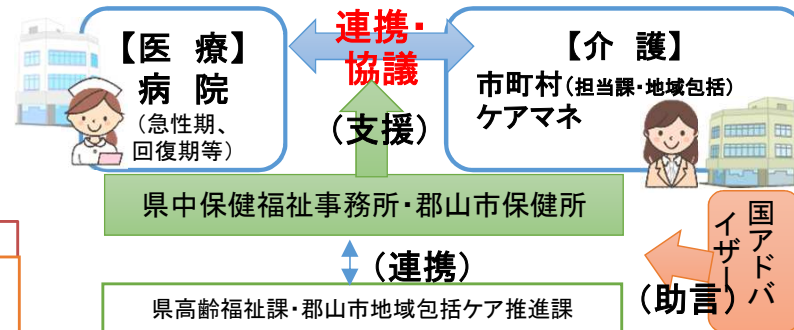 【医 療】
病 院
(急性期、
回復期等)
連携・
協議
(支援)
【介 護】
市町村(担当課・地域包括)
ケアマネ
県中保健福祉事務所・郡山市保健所
(連携)
県高齢福祉課・郡山市地域包括ケア推進課
国アドバ
イザー
(助言)